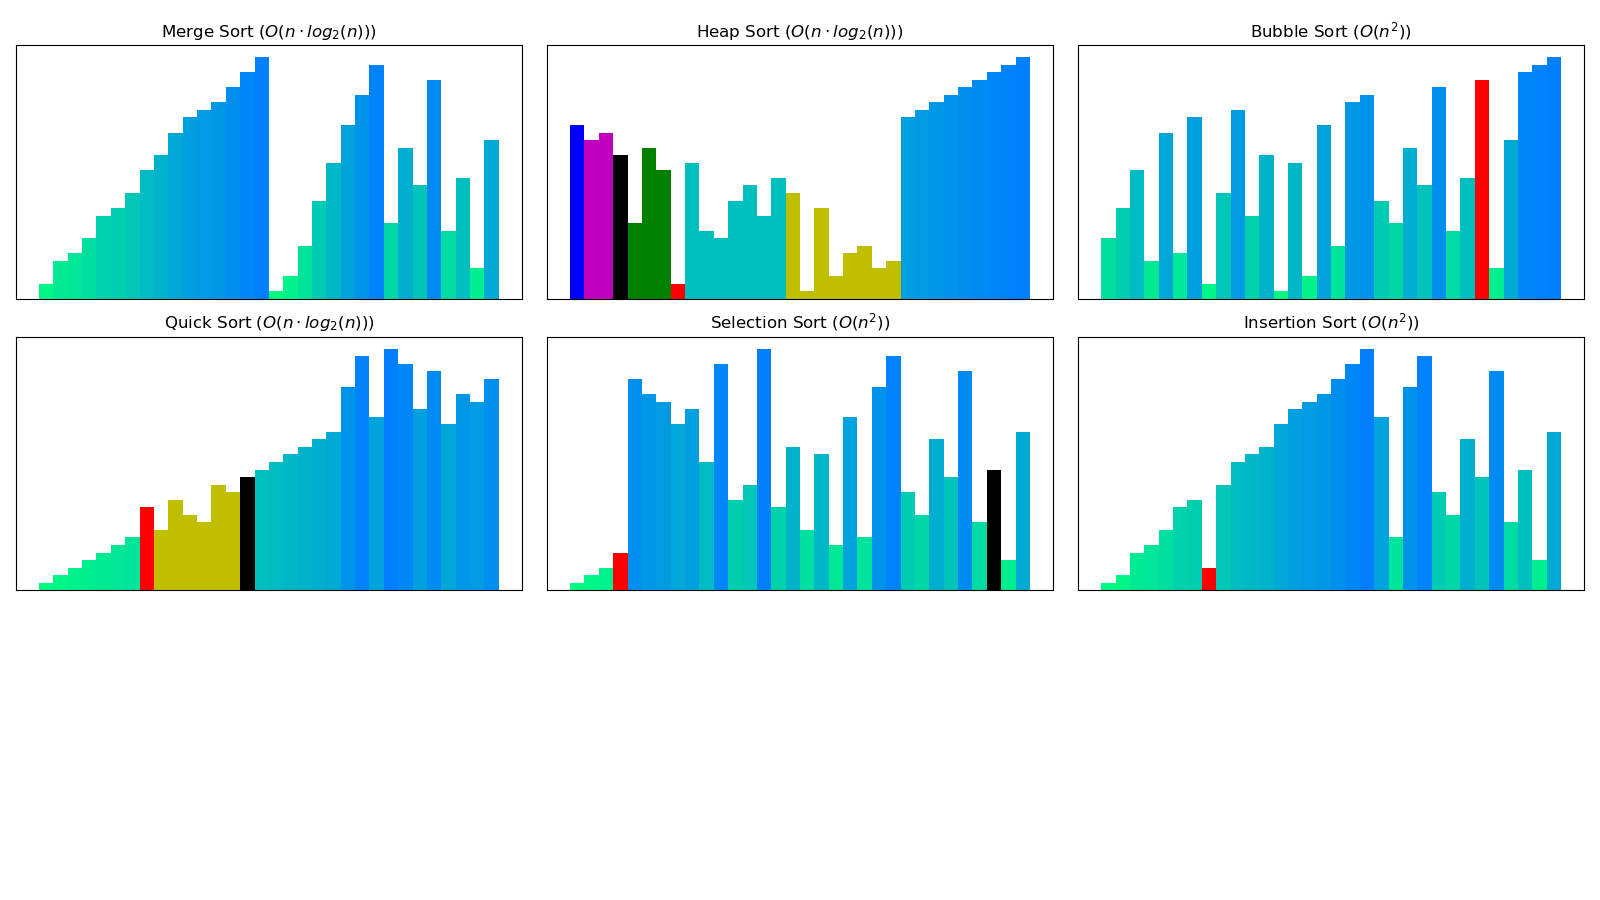 Merge Sort (O(n · log₂(n)))
Heap Sort (O(n · log₂(n)))
Bubble Sort (O(n²))
Quick Sort (O(n · log₂(n)))
Selection Sort (O(n²))
Insertion Sort (O(n²))